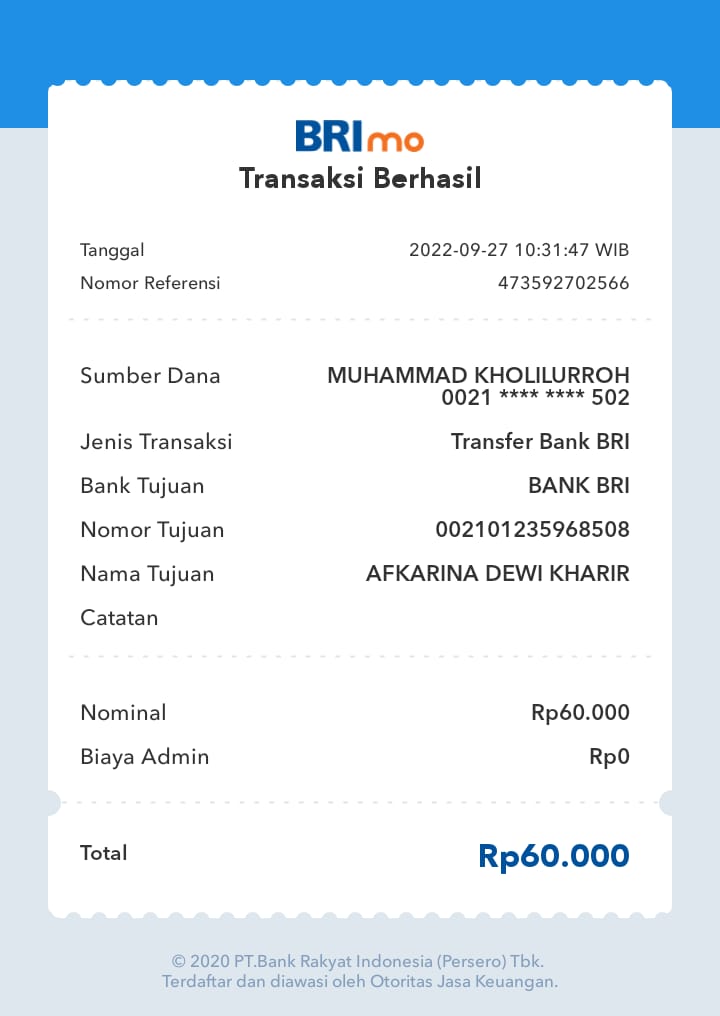 BRImo
Transaksi Berhasil
Tanggal 2022-09-27 10:31:47 WIB
Nomor Referensi 473592702566
Sumber Dana MUHAMMAD KHOLILURROH
0021 **** **** 502
Jenis Transaksi Transfer Bank BRI
Bank Tujuan BANK BRI
Nomor Tujuan 002101235968508
Nama Tujuan AFKARINA DEWI KHARIR
Catatan
Nominal Rp60.000
Biaya Admin Rp0
Total Rp60.000
© 2020 PT.Bank Rakyat Indonesia (Persero) Tbk.
Terdaftar dan diawasi oleh Otoritas Jasa Keuangan.